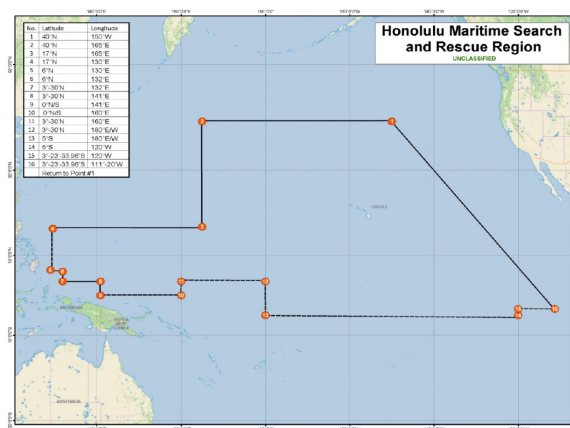 Honolulu Maritime Search
and Rescue Region
UNCLASSIFIED
No. Latitude Longitude
1 40°N 150°W
2 40°N 165°E
3 17°N 165°E
4 17°N 130°E
5 6°N 130°E
6 6°N 132°E
7 3°-30'N 132°E
8 3°-30'N 141°E
9 0°N/S 141°E
10 0°N/S 160°E
11 3°-30'N 160°E
12 3°-30'N 180°E/W
13 5°S 180°E/W
14 5°S 120°W
15 3°-23'-33.96"S 120°W
16 3°-23'-33.96"S 111°-20'W
Return to Point #1
AUSTRALIA